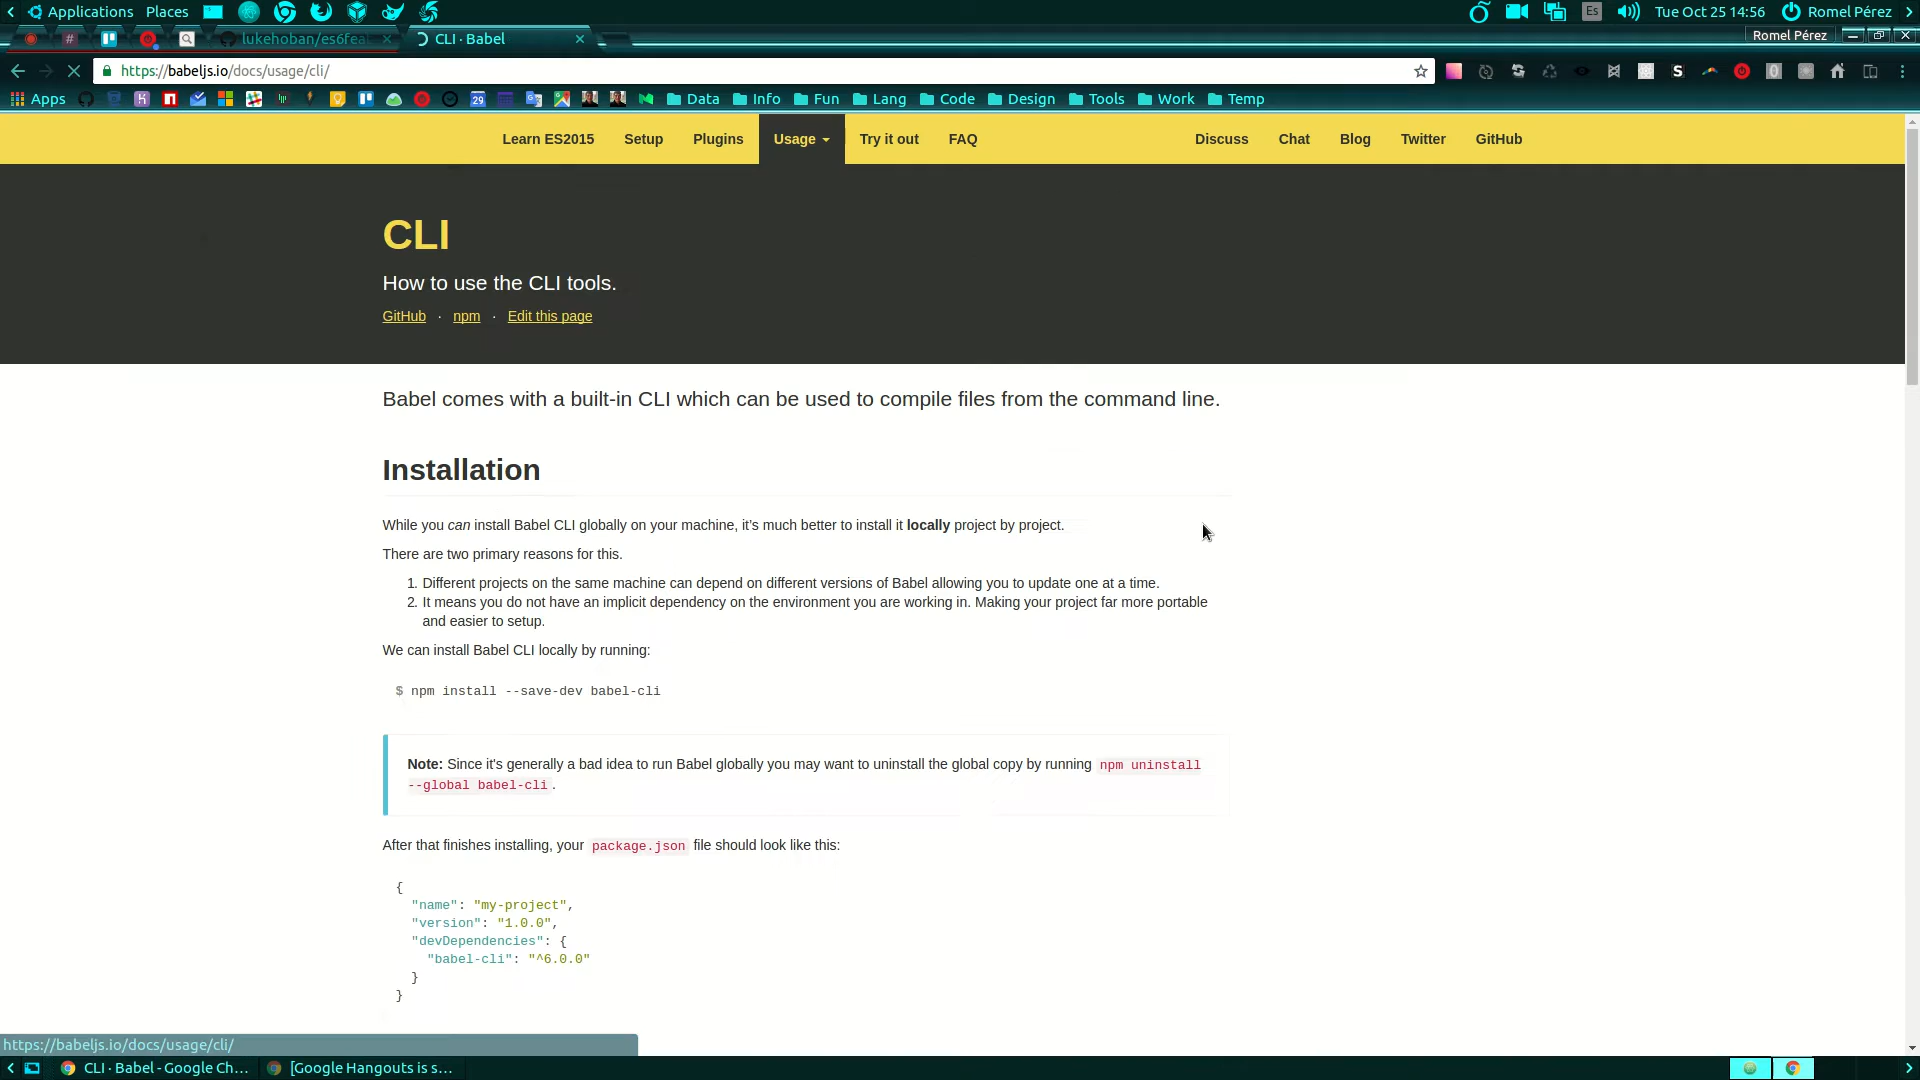 Applications Places
Es Tue Oct 25 14:56 Romel Pérez
# lukehoban/es6fea CLI · Babel Romel Pérez
https://babeljs.io/docs/usage/cli/
Apps 29 Data Info Fun Lang Code Design Tools Work Temp
Learn ES2015 Setup Plugins Usage Try it out FAQ Discuss Chat Blog Twitter GitHub
CLI
How to use the CLI tools.
GitHub · npm · Edit this page
Babel comes with a built-in CLI which can be used to compile files from the command line.
Installation
While you can install Babel CLI globally on your machine, it's much better to install it locally project by project.
There are two primary reasons for this.
1. Different projects on the same machine can depend on different versions of Babel allowing you to update one at a time.
2. It means you do not have an implicit dependency on the environment you are working in. Making your project far more portable
and easier to setup.
We can install Babel CLI locally by running:
$ npm install --save-dev babel-cli
Note: Since it's generally a bad idea to run Babel globally you may want to uninstall the global copy by running npm uninstall
--global babel-cli.
After that finishes installing, your package.json file should look like this:
{
"name": "my-project",
"version": "1.0.0",
"devDependencies": {
"babel-cli": "^6.0.0"
}
}
https://babeljs.io/docs/usage/cli/
CLI · Babel - Google Ch... [Google Hangouts is s...